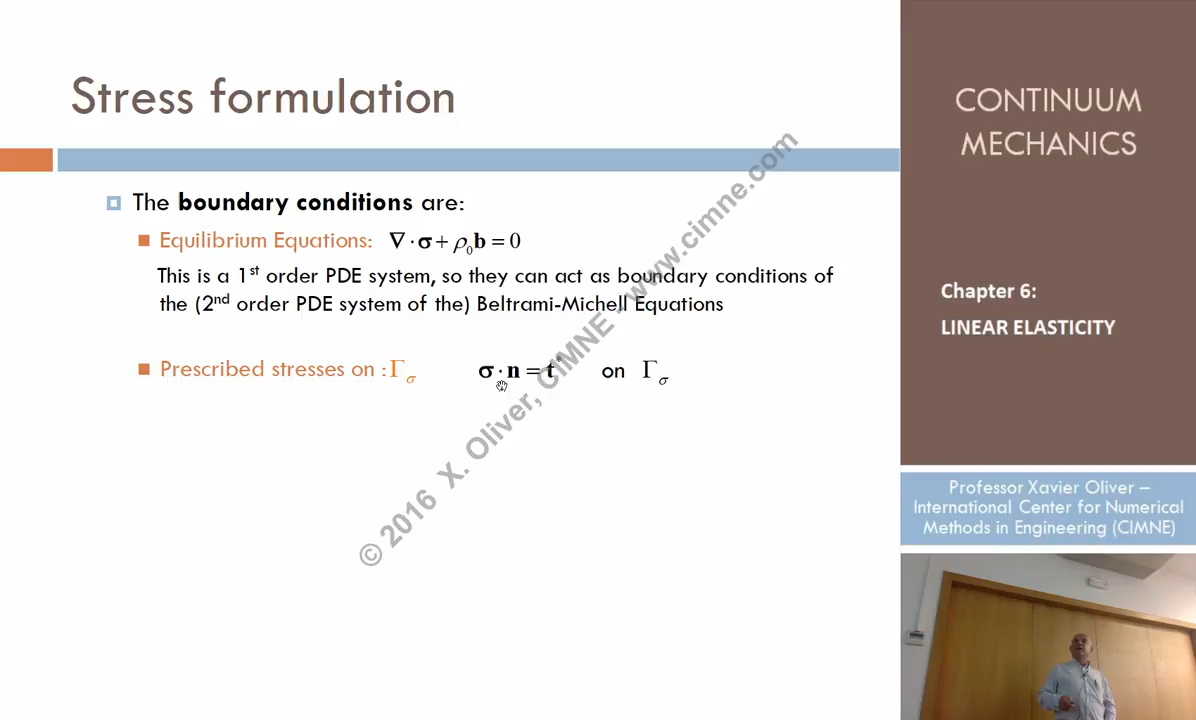 Stress formulation
The boundary conditions are:
Equilibrium Equations: ∇ · σ + ρ₀b = 0
This is a 1st order PDE system, so they can act as boundary conditions of
the (2nd order PDE system of the) Beltrami-Michell Equations
Prescribed stresses on : Γσ σ · n = t* on Γσ
© 2016 X. Oliver, CIMNE - www.cimne.com
CONTINUUM
MECHANICS
Chapter 6:
LINEAR ELASTICITY
Professor Xavier Oliver –
International Center for Numerical
Methods in Engineering (CIMNE)